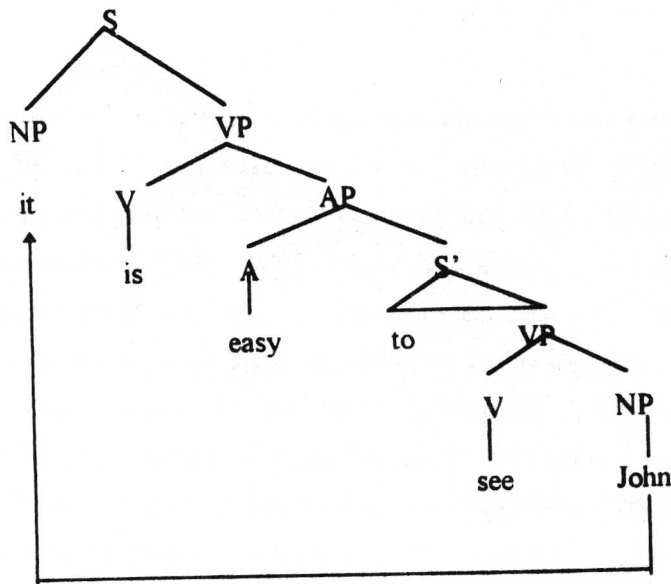 S
NP VP
it V AP
is A S'
easy to VP
V NP
see John